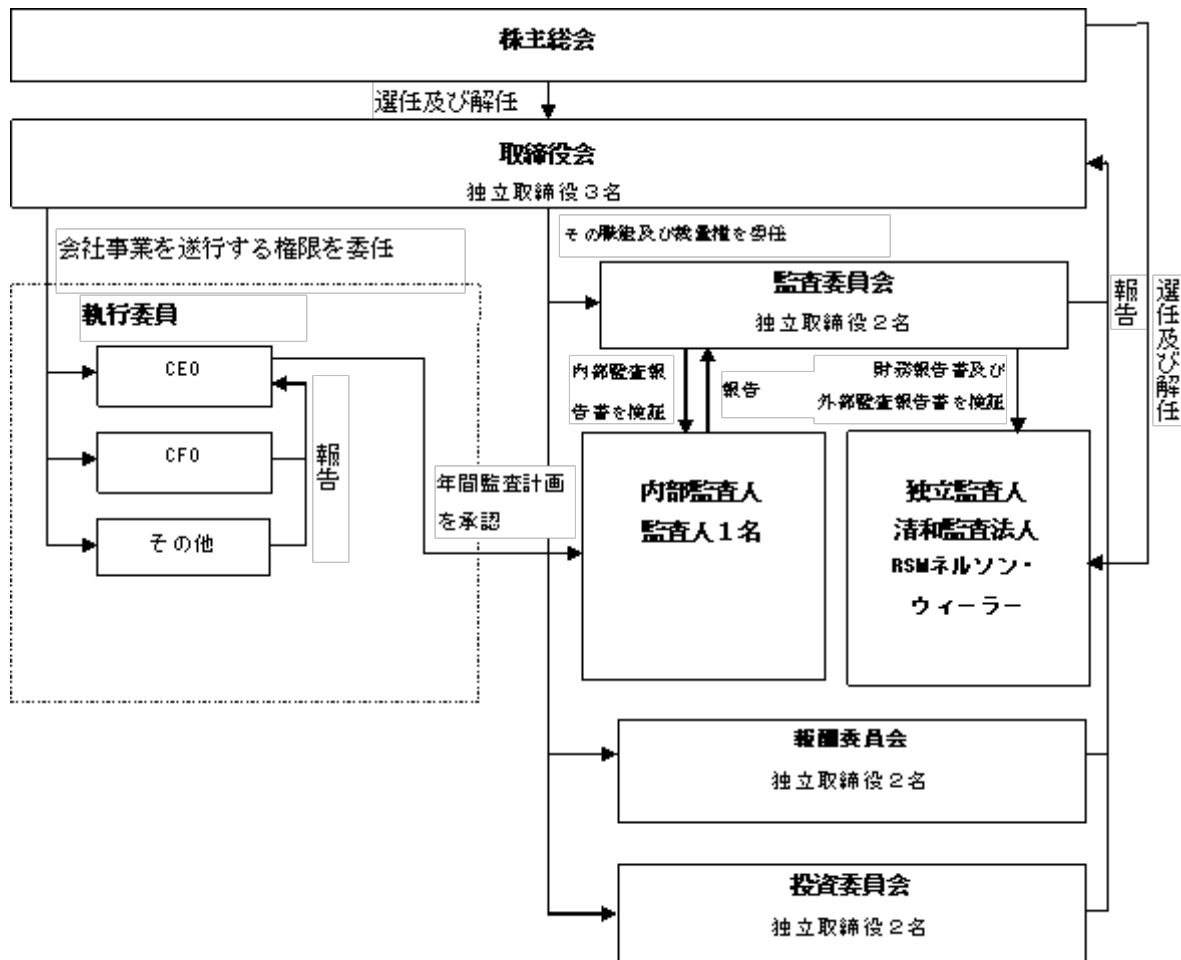 株主総会
選任及び解任
取締役会
独立取締役３名
会社事業を遂行する権限を委任
その職能及び裁量権を委任
監査委員会
独立取締役２名
報告
選任及び解任
執行委員
CEO
CFO
その他
報告
内部監査報
告書を検証
報告
財務報告書及び
外部監査報告書を検証
年間監査計画
を承認
内部監査人
監査人１名
独立監査人
清和監査法人
RSMネルソン・
ウィーラー
報酬委員会
独立取締役２名
投資委員会
独立取締役２名